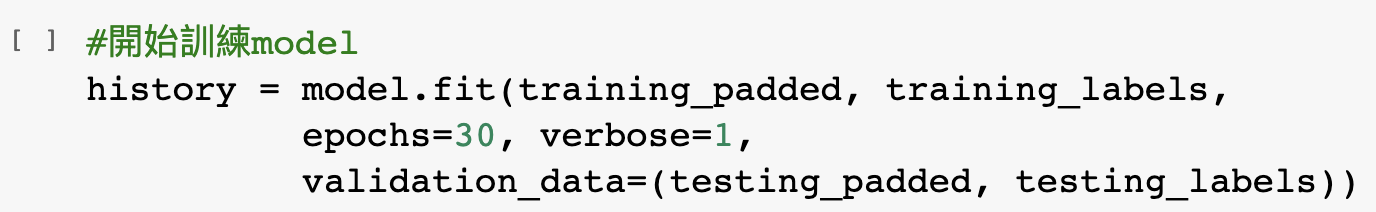 [ ] #開始訓練model
history = model.fit(training_padded, training_labels,
epochs=30, verbose=1,
validation_data=(testing_padded, testing_labels))